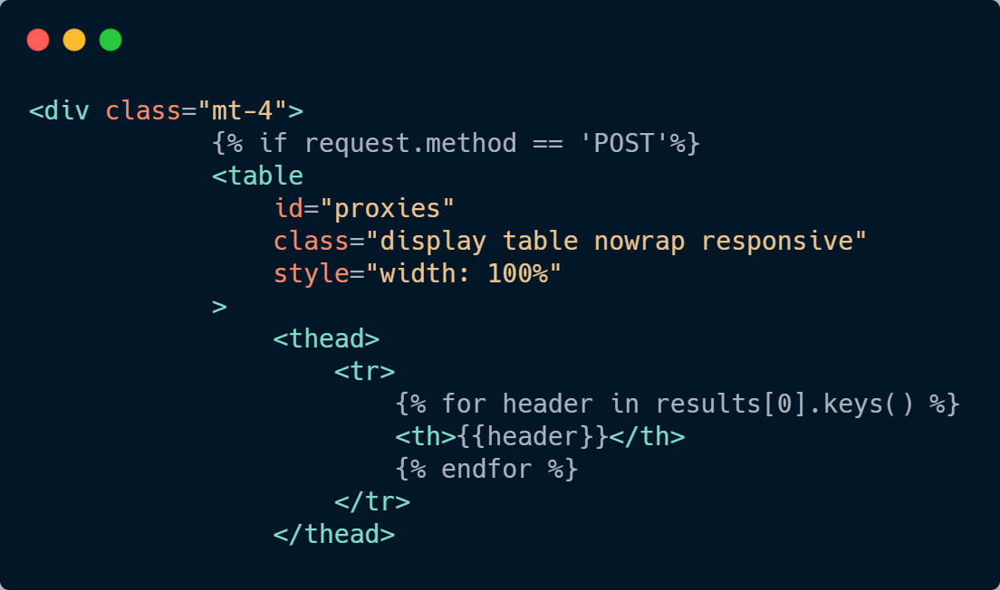 <div class="mt-4">
{% if request.method == 'POST'%}
<table
id="proxies"
class="display table nowrap responsive"
style="width: 100%"
>
<thead>
<tr>
{% for header in results[0].keys() %}
<th>{{header}}</th>
{% endfor %}
</tr>
</thead>